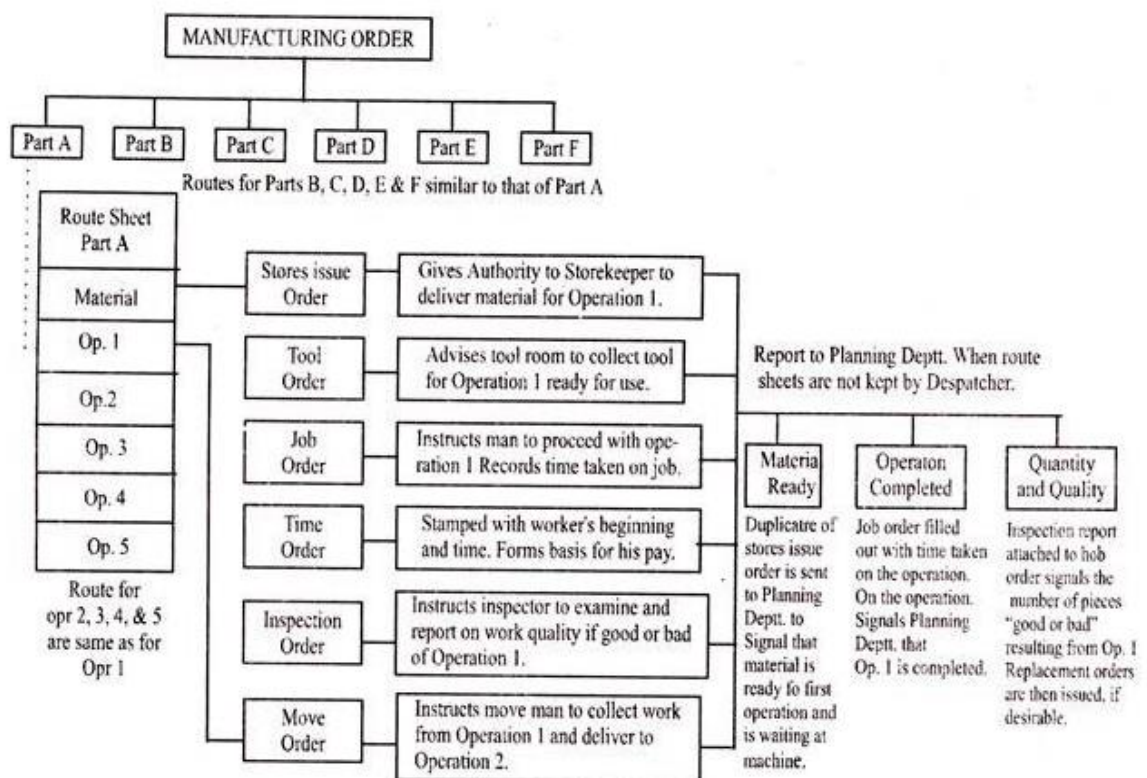 MANUFACTURING ORDER
Part A
Part B
Part C
Part D
Part E
Part F
Routes for Parts B, C, D, E & F similar to that of Part A
Route Sheet
Part A
Material
Op. 1
Op.2
Op. 3
Op. 4
Op. 5
Route for
opr 2, 3, 4, & 5
are same as for
Opr 1
Stores issue
Order
Gives Authority to Storekeeper to
deliver material for Operation 1.
Tool
Order
Advises tool room to collect tool
for Operation 1 ready for use.
Job
Order
Instructs man to proceed with ope-
ration 1 Records time taken on job.
Time
Order
Stamped with worker's beginning
and time. Forms basis for his pay.
Inspection
Order
Instructs inspector to examine and
report on work quality if good or bad
of Operation 1.
Move
Order
Instructs move man to collect work
from Operation 1 and deliver to
Operation 2.
Report to Planning Deptt. When route
sheets are not kept by Despatcher.
Materia
Ready
Duplicatre of
stores issue
order is sent
to Planning
Deptt. to
Signal that
material is
ready fo first
operation and
is waiting at
machine.
Operaton
Completed
Job order filled
out with time taken
on the operation.
On the operation.
Signals Planning
Deptt. that
Op. 1 is completed.
Quantity
and Quality
Inspection report
attached to hob
order signals the
number of pieces
"good or bad"
resulting from Op. 1
Replacement orders
are then issued, if
desirable.